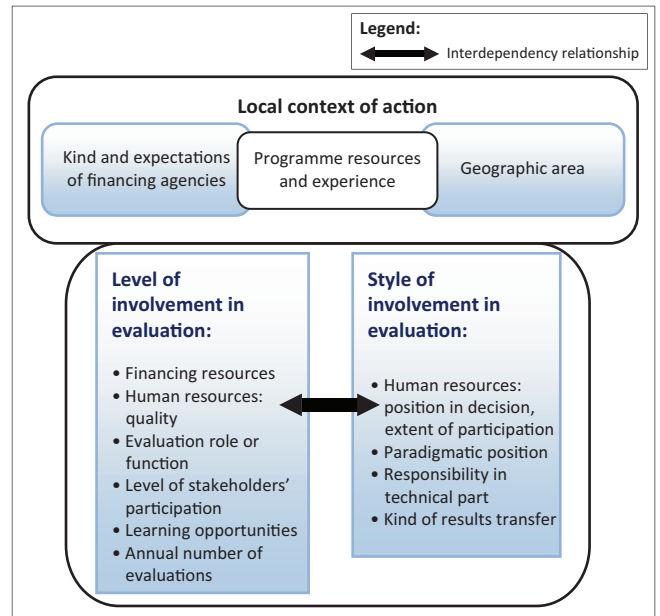 Legend:
Interdependency relationship
Local context of action
Kind and expectations
of financing agencies
Programme resources
and experience
Geographic area
Level of
involvement in
evaluation:
• Financing resources
• Human resources:
quality
• Evaluation role or
function
• Level of stakeholders’
participation
• Learning opportunities
• Annual number of
evaluations
Style of
involvement in
evaluation:
• Human resources:
position in decision,
extent of participation
• Paradigmatic position
• Responsibility in
technical part
• Kind of results transfer